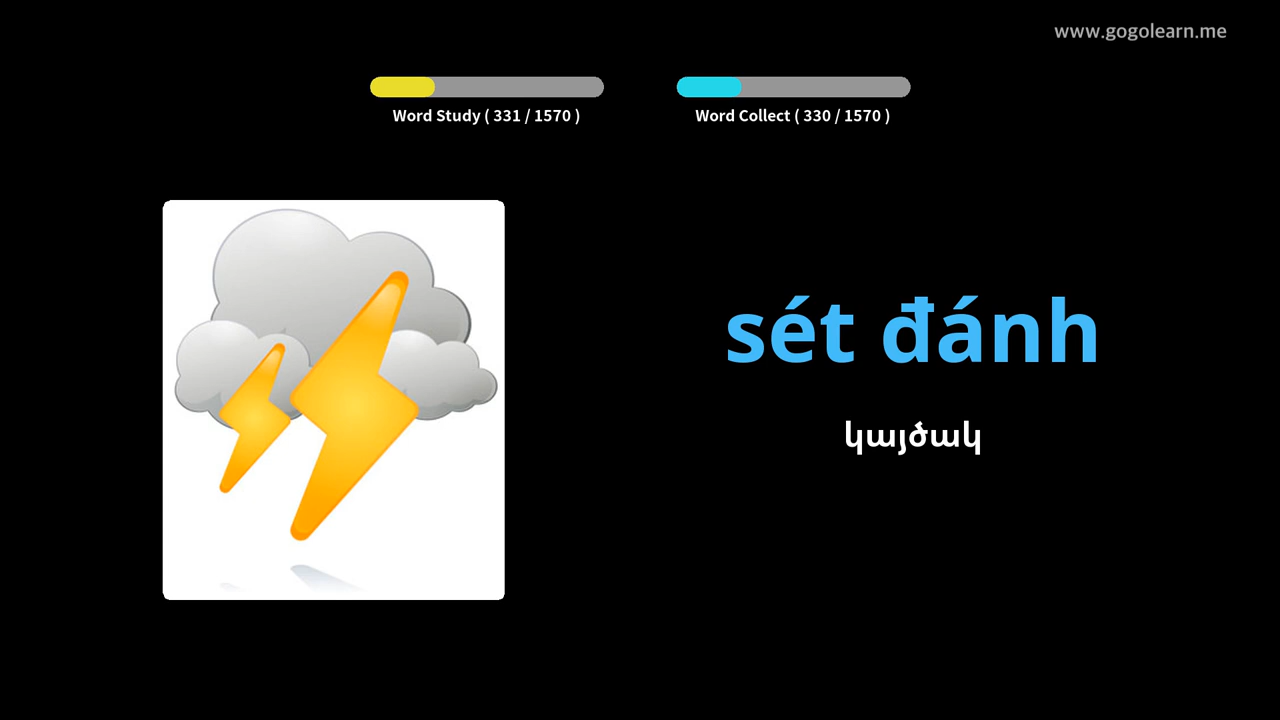 www.gogolearn.me
Word Study ( 331 / 1570 )
Word Collect ( 330 / 1570 )
sét đánh
կայծակ